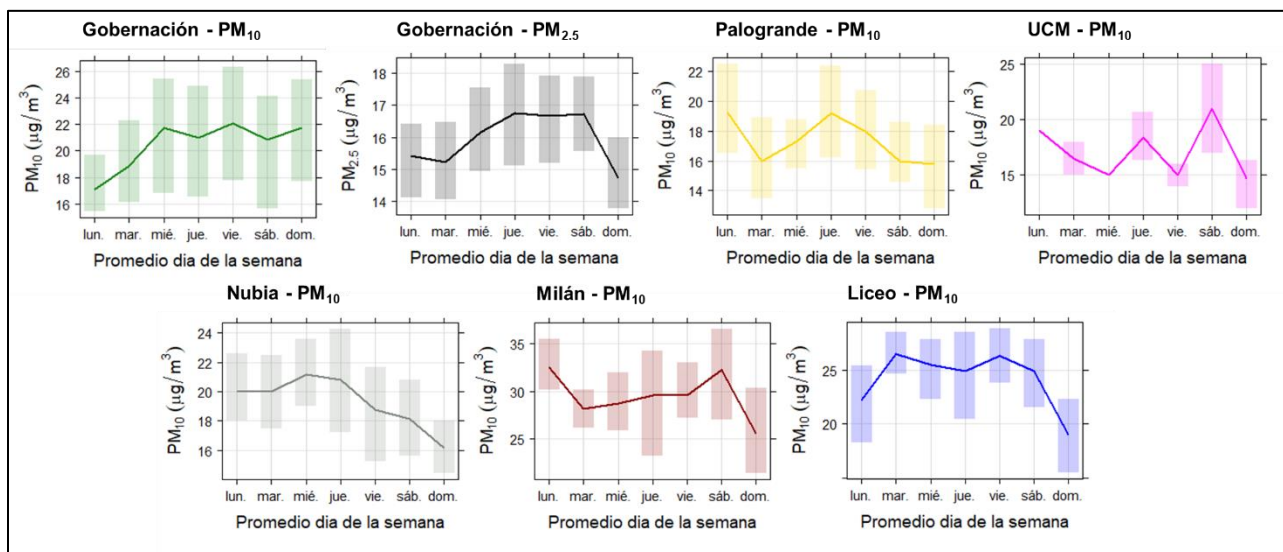 Gobernación - PM₁₀
PM₁₀ (µg/m³)
26
24
22
20
18
16
lun. mar. mié. jue. vie. sáb. dom.
Promedio dia de la semana
Gobernación - PM₂.₅
PM₂.₅ (µg/m³)
18
17
16
15
14
lun. mar. mié. jue. vie. sáb. dom.
Promedio dia de la semana
Palogrande - PM₁₀
PM₁₀ (µg/m³)
22
20
18
16
14
lun. mar. mié. jue. vie. sáb. dom.
Promedio dia de la semana
UCM - PM₁₀
PM₁₀ (µg/m³)
20
15
lun. mar. mié. jue. vie. sáb. dom.
Promedio dia de la semana
Nubia - PM₁₀
PM₁₀ (µg/m³)
24
22
20
18
16
lun. mar. mié. jue. vie. sáb. dom.
Promedio dia de la semana
Milán - PM₁₀
PM₁₀ (µg/m³)
35
30
25
lun. mar. mié. jue. vie. sáb. dom.
Promedio dia de la semana
Liceo - PM₁₀
PM₁₀ (µg/m³)
25
20
lun. mar. mié. jue. vie. sáb. dom.
Promedio dia de la semana